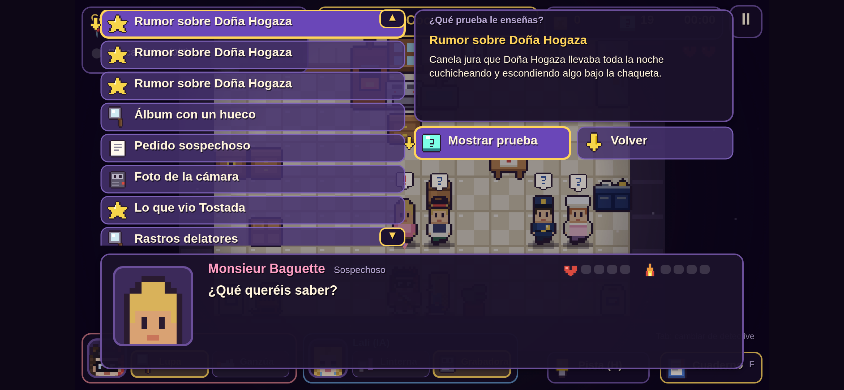 Rumor sobre Doña Hogaza
Rumor sobre Doña Hogaza
Rumor sobre Doña Hogaza
Álbum con un hueco
Pedido sospechoso
Foto de la cámara
Lo que vio Tostada
Rastros delatores
¿Qué prueba le enseñas?
Rumor sobre Doña Hogaza
Canela jura que Doña Hogaza llevaba toda la noche
cuchicheando y escondiendo algo bajo la chaqueta.
Mostrar prueba
Volver
Monsieur Baguette Sospechoso
¿Qué queréis saber?
F